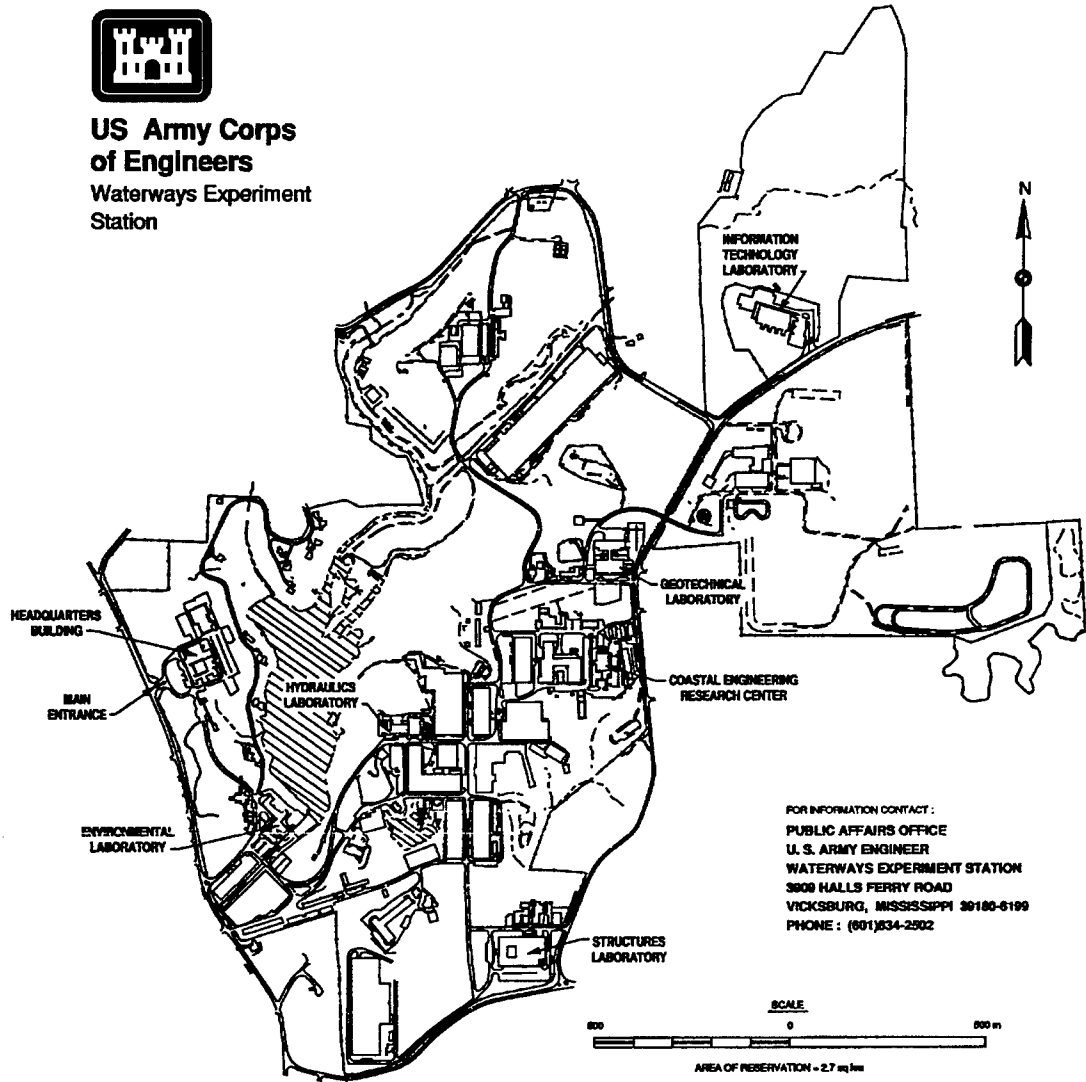 US Army Corps
of Engineers
Waterways Experiment
Station
N
INFORMATION
TECHNOLOGY
LABORATORY
GEOTECHNICAL
LABORATORY
HEADQUARTERS
BUILDING
MAIN
ENTRANCE
HYDRAULICS
LABORATORY
COASTAL ENGINEERING
RESEARCH CENTER
ENVIRONMENTAL
LABORATORY
STRUCTURES
LABORATORY
FOR INFORMATION CONTACT :
PUBLIC AFFAIRS OFFICE
U. S. ARMY ENGINEER
WATERWAYS EXPERIMENT STATION
3909 HALLS FERRY ROAD
VICKSBURG, MISSISSIPPI 39180-6199
PHONE : (601)634-2502
SCALE
500 0 500 m
AREA OF RESERVATION = 2.7 sq km